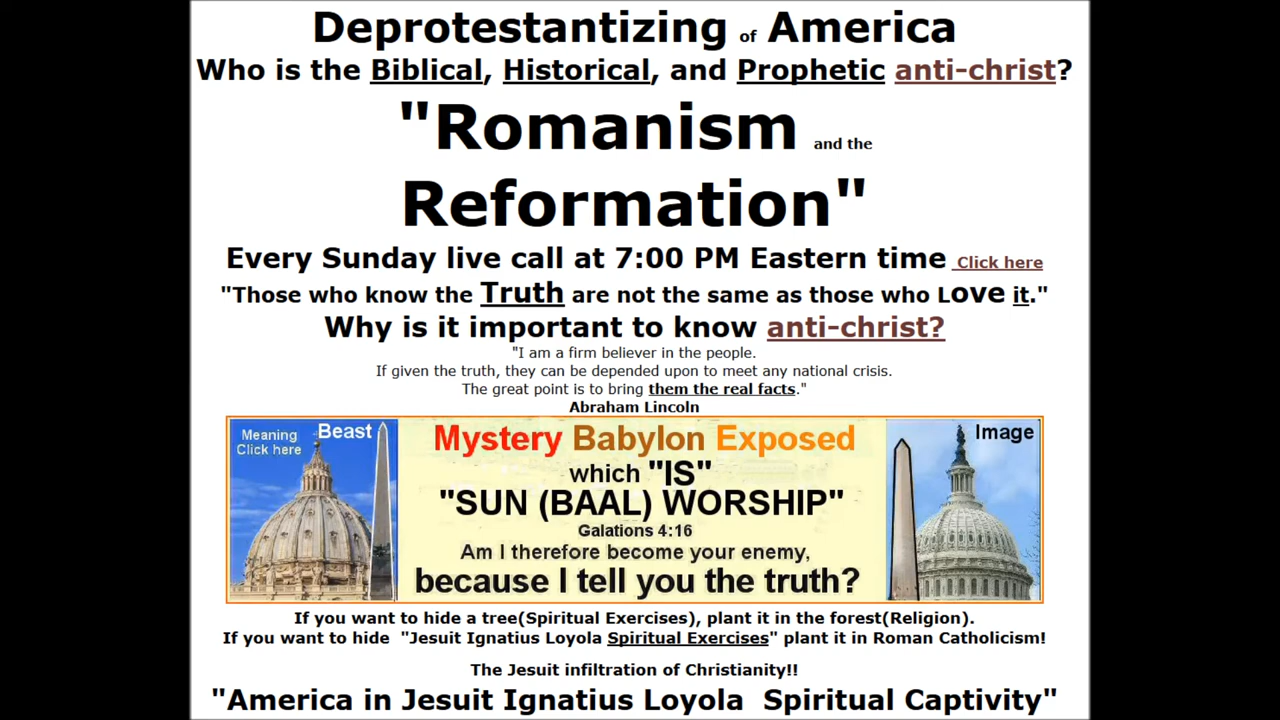 Deprotestantizing of America
Who is the Biblical, Historical, and Prophetic anti-christ?
"Romanism and the
Reformation"
Every Sunday live call at 7:00 PM Eastern time Click here
"Those who know the Truth are not the same as those who Love it."
Why is it important to know anti-christ?
"I am a firm believer in the people.
If given the truth, they can be depended upon to meet any national crisis.
The great point is to bring them the real facts."
Abraham Lincoln
Meaning
Click here
Beast
Mystery Babylon Exposed
which "IS"
"SUN (BAAL) WORSHIP"
Galations 4:16
Am I therefore become your enemy,
because I tell you the truth?
Image
If you want to hide a tree(Spiritual Exercises), plant it in the forest(Religion).
If you want to hide  "Jesuit Ignatius Loyola Spiritual Exercises" plant it in Roman Catholicism!
The Jesuit infiltration of Christianity!!
"America in Jesuit Ignatius Loyola  Spiritual Captivity"